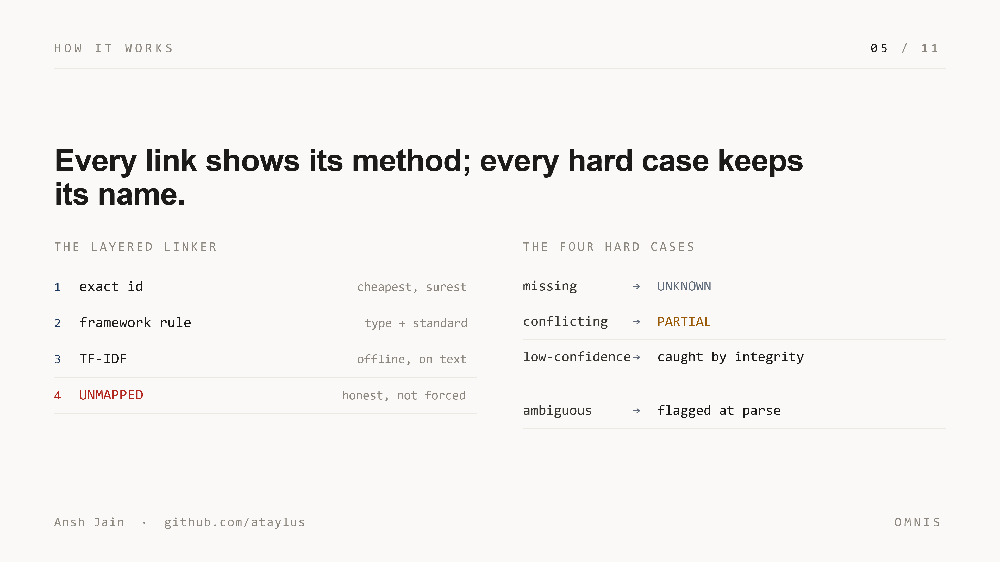 HOW IT WORKS
05 / 11
Every link shows its method; every hard case keeps
its name.
THE LAYERED LINKER
1 exact id cheapest, surest
2 framework rule type + standard
3 TF-IDF offline, on text
4 UNMAPPED honest, not forced
THE FOUR HARD CASES
missing → UNKNOWN
conflicting → PARTIAL
low-confidence→ caught by integrity
ambiguous → flagged at parse
Ansh Jain · github.com/ataylus
OMNIS